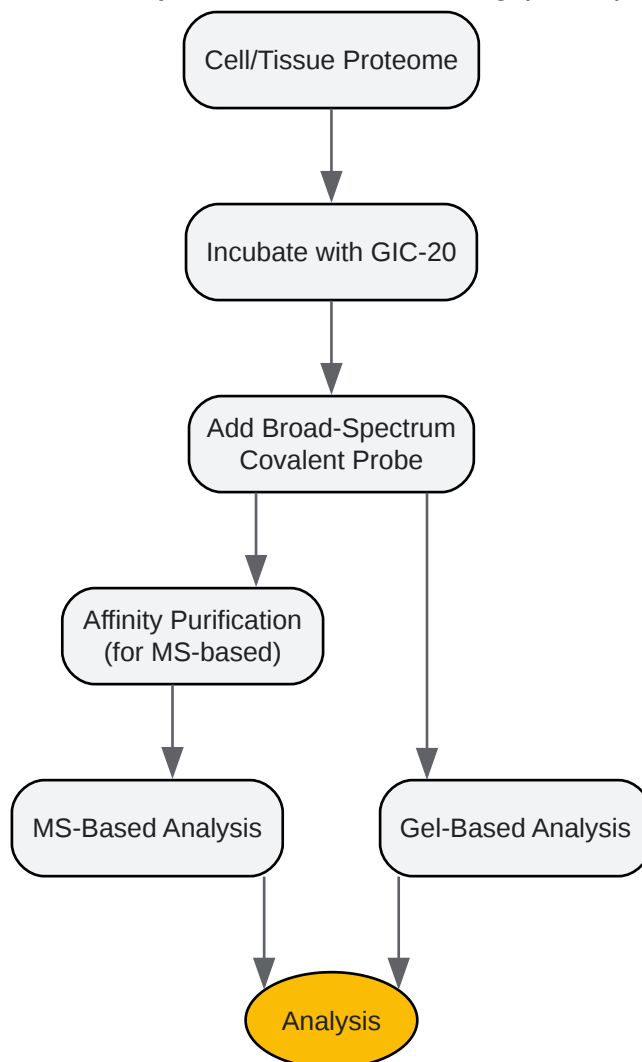 Cell/Tissue Proteome
Incubate with GIC-20
Add Broad-Spectrum
Covalent Probe
Affinity Purification
(for MS-based)
MS-Based Analysis
Gel-Based Analysis
Analysis